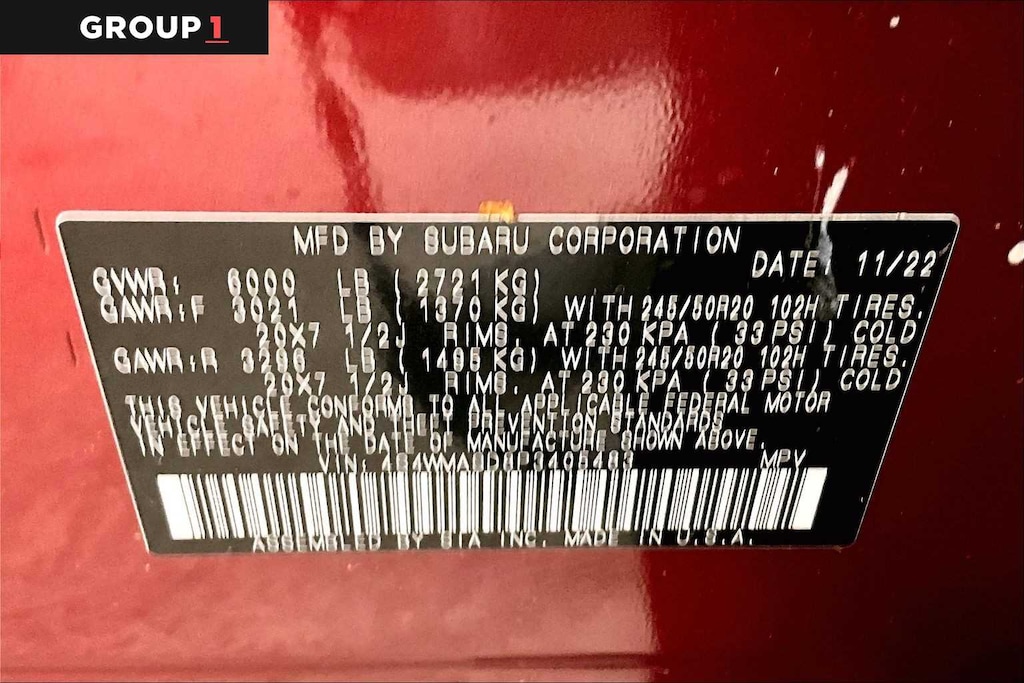 GROUP 1
MFD BY SUBARU CORPORATION
DATE: 11/22
GVWR: 6000 LB ( 2721 KG)
GAWR:F 3021 LB ( 1370 KG) WITH 245/50R20 102H TIRES,
20X7 1/2J RIMS, AT 230 KPA ( 33 PSI) COLD
GAWR:R 3296 LB ( 1495 KG) WITH 245/50R20 102H TIRES,
20X7 1/2J RIMS, AT 230 KPA ( 33 PSI) COLD
THIS VEHICLE CONFORMS TO ALL APPLICABLE FEDERAL MOTOR
VEHICLE SAFETY AND THEFT PREVENTION STANDARDS
IN EFFECT ON THE DATE OF MANUFACTURE SHOWN ABOVE.
VIN: MPV
ASSEMBLED BY SIA INC. MADE IN U.S.A.